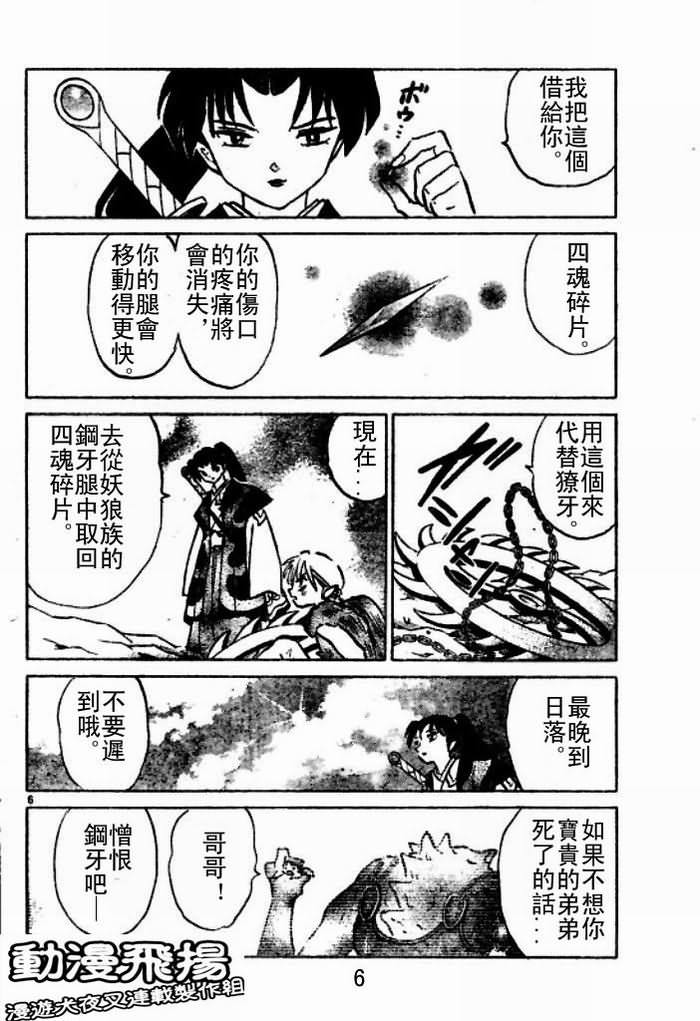 我把這個
借給你。
ボゥ…
四魂碎片。
你的傷口
的疼痛將
會消失,
你的腿會
移動得更
快。
用這個來
代替獠牙。
現在…
去從妖狼族的
鋼牙腿中取回
四魂碎片。
最晚到
日落。
不要遲
到哦。
6
如果不想你
寶貴的弟弟
死了的話…
哥哥!
憎恨
鋼牙吧—
動漫飛揚
漫遊犬夜叉連載製作組
6